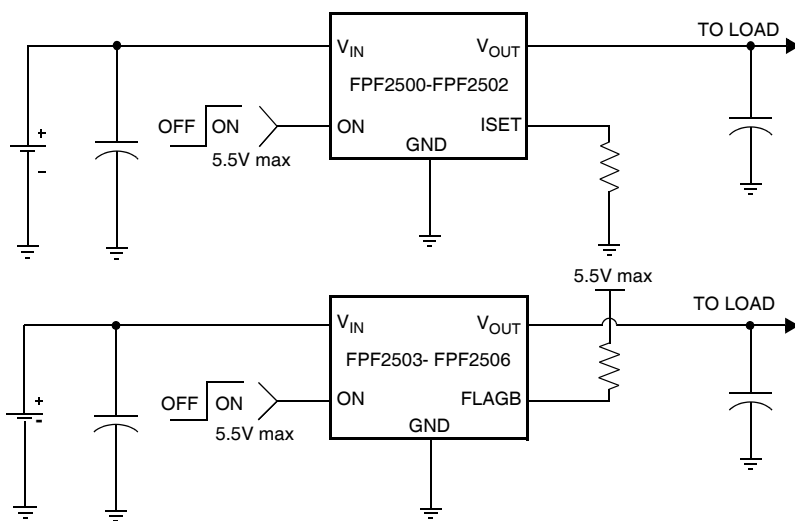 TO LOAD
VIN
VOUT
FPF2500-FPF2502
OFF
ON
ON
ISET
5.5V max
GND
+
-
5.5V max
TO LOAD
VIN
VOUT
FPF2503- FPF2506
OFF
ON
ON
FLAGB
5.5V max
GND
+
-